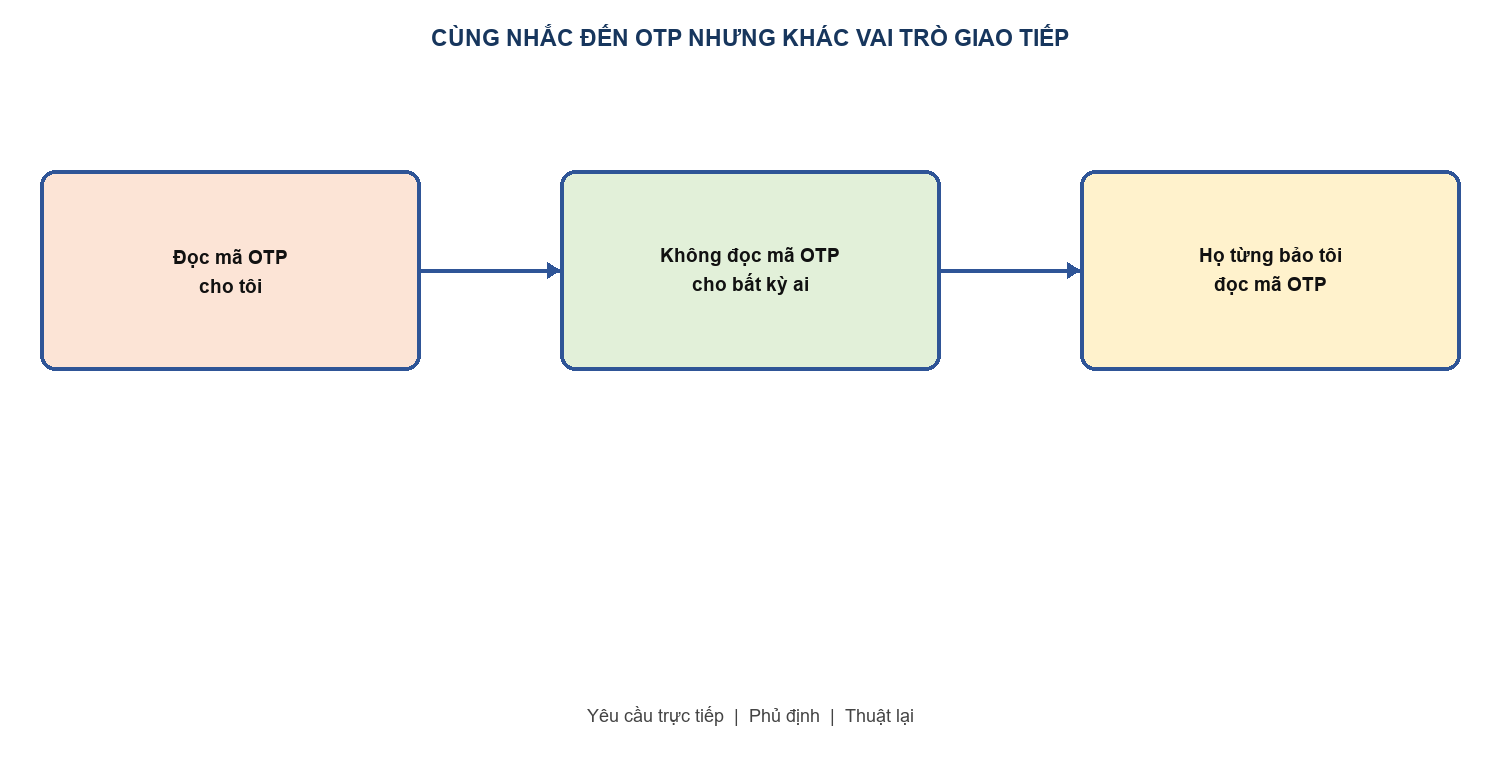 CÙNG NHẮC ĐẾN OTP NHƯNG KHÁC VAI TRÒ GIAO TIẾP
Đọc mã OTP
cho tôi
Không đọc mã OTP
cho bất kỳ ai
Họ từng bảo tôi
đọc mã OTP
Yêu cầu trực tiếp | Phủ định | Thuật lại